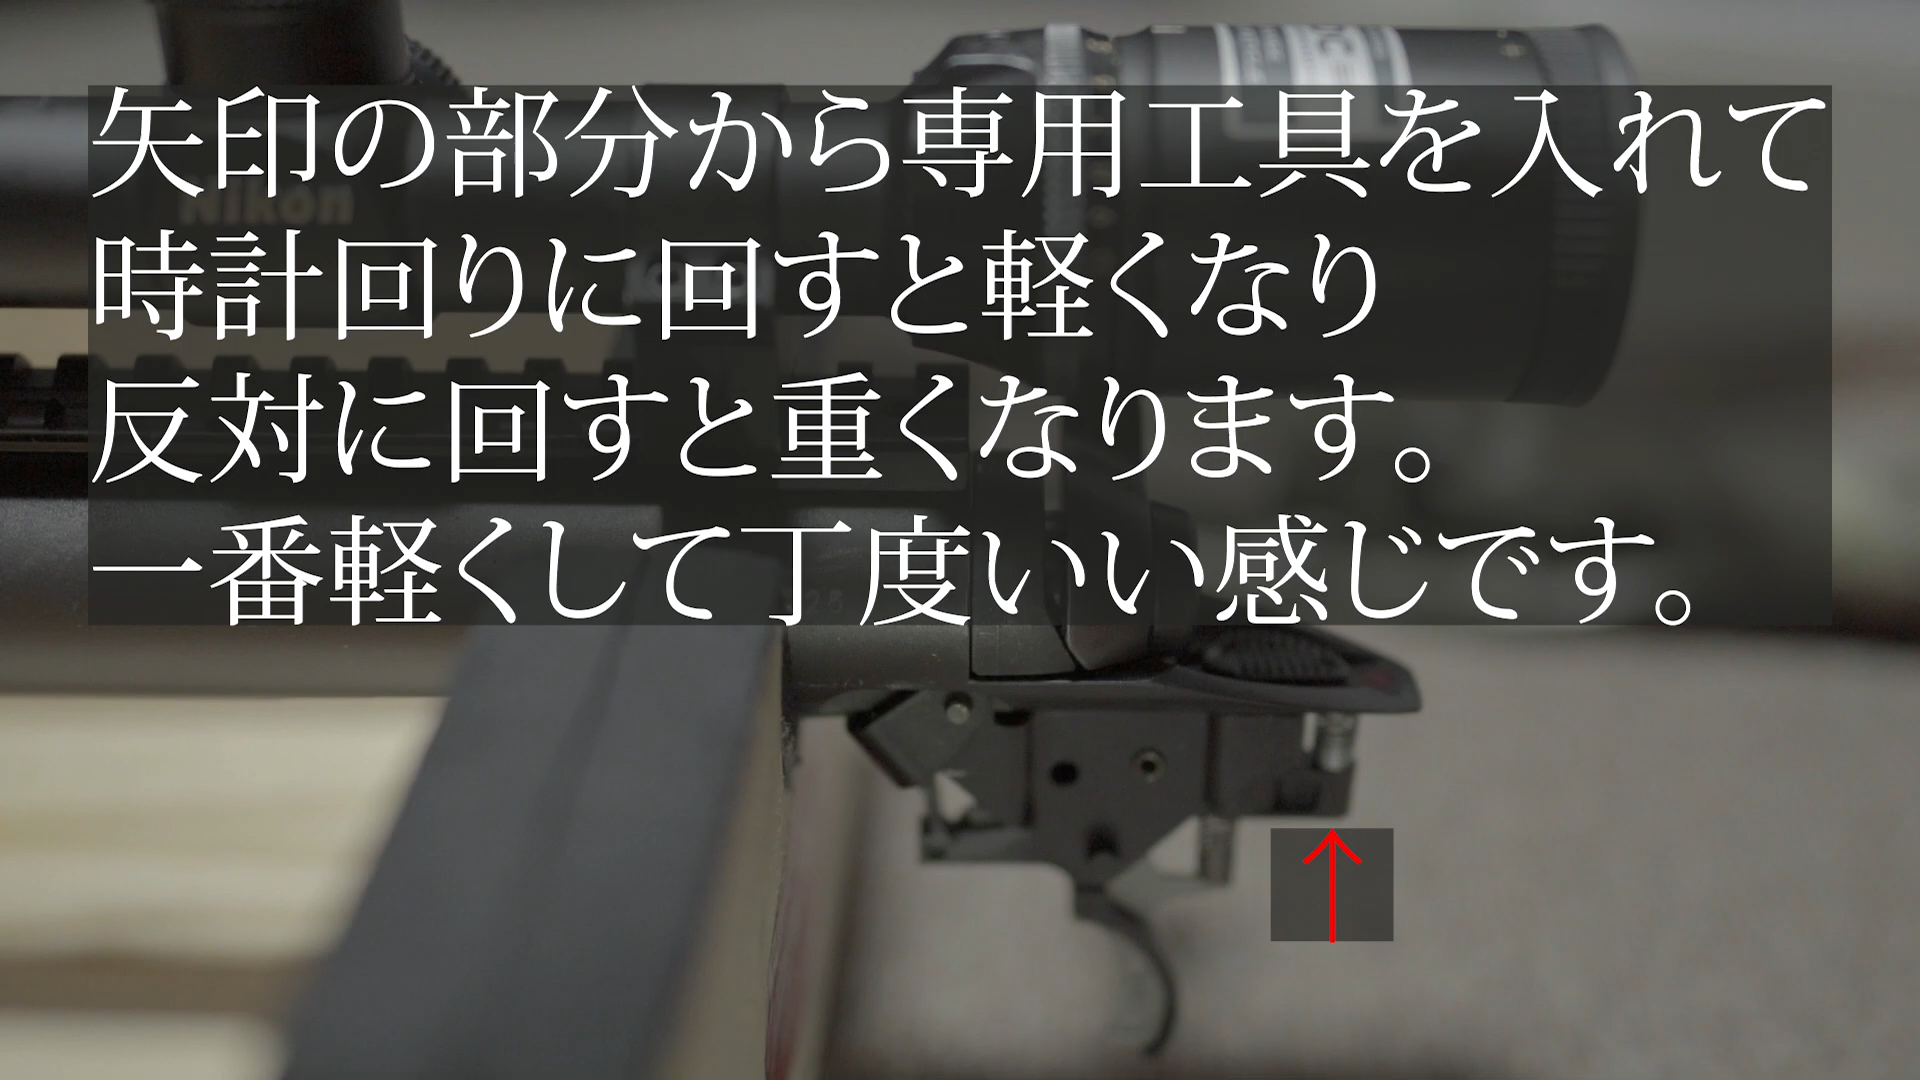 矢印の部分から専用工具を入れて
時計回りに回すと軽くなり
反対に回すと重くなります。
一番軽くして丁度いい感じです。
Nikon